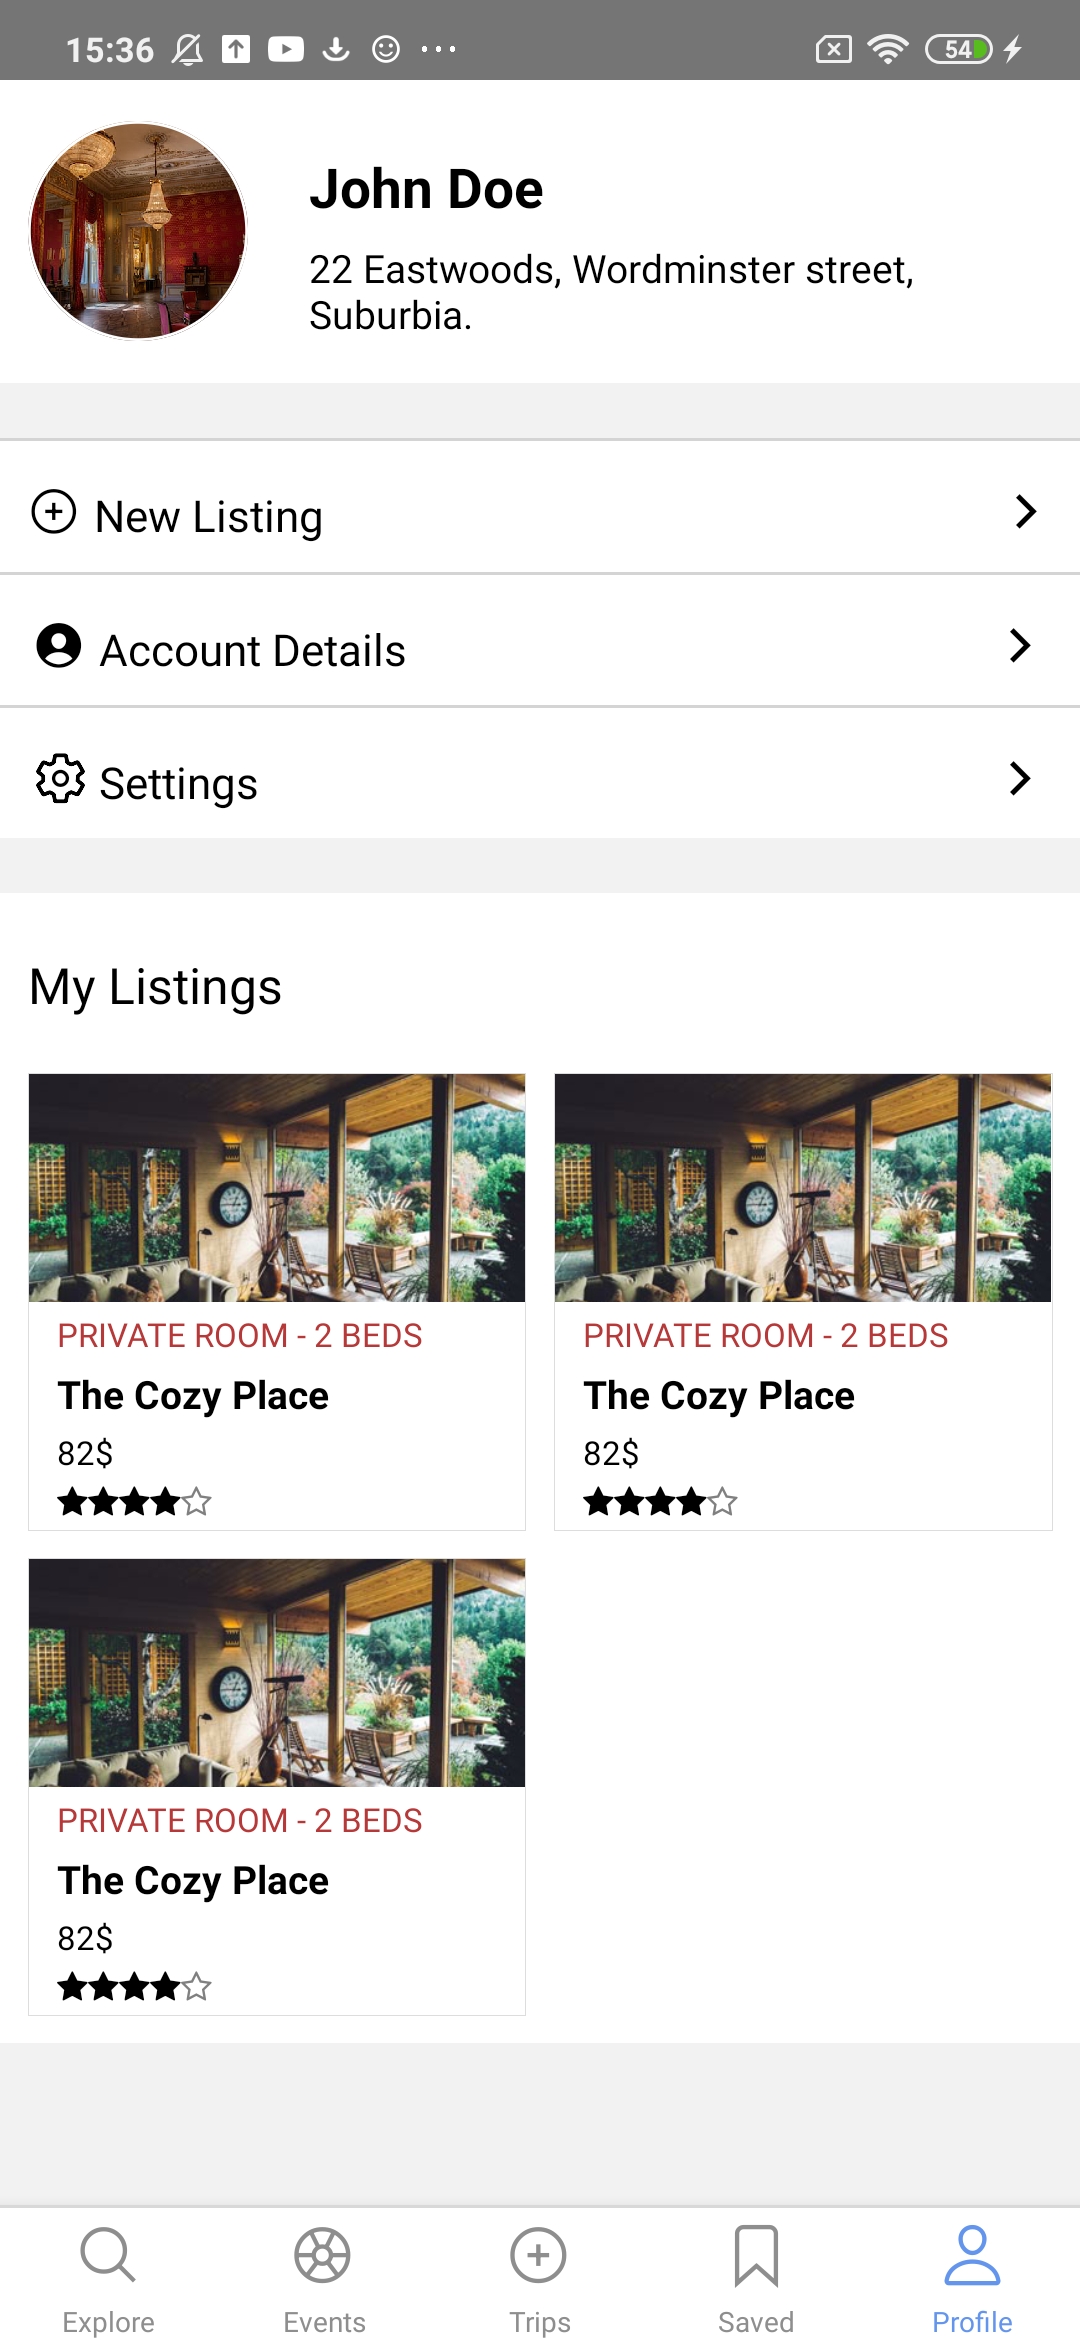 15:36
54
John Doe
22 Eastwoods, Wordminster street,
Suburbia.
New Listing
Account Details
Settings
My Listings
PRIVATE ROOM - 2 BEDS
The Cozy Place
82$
PRIVATE ROOM - 2 BEDS
The Cozy Place
82$
PRIVATE ROOM - 2 BEDS
The Cozy Place
82$
Explore
Events
Trips
Saved
Profile